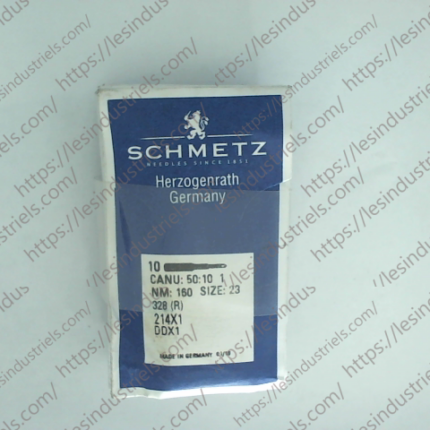 SCHMETZ
NEEDLES SINCE 1851
Herzogenrath
Germany
10
CANU: 50:10 1
NM: 160 SIZE: 23
328 (R)
214X1
DDX1
MADE IN GERMANY
https://lesindustriels.com/